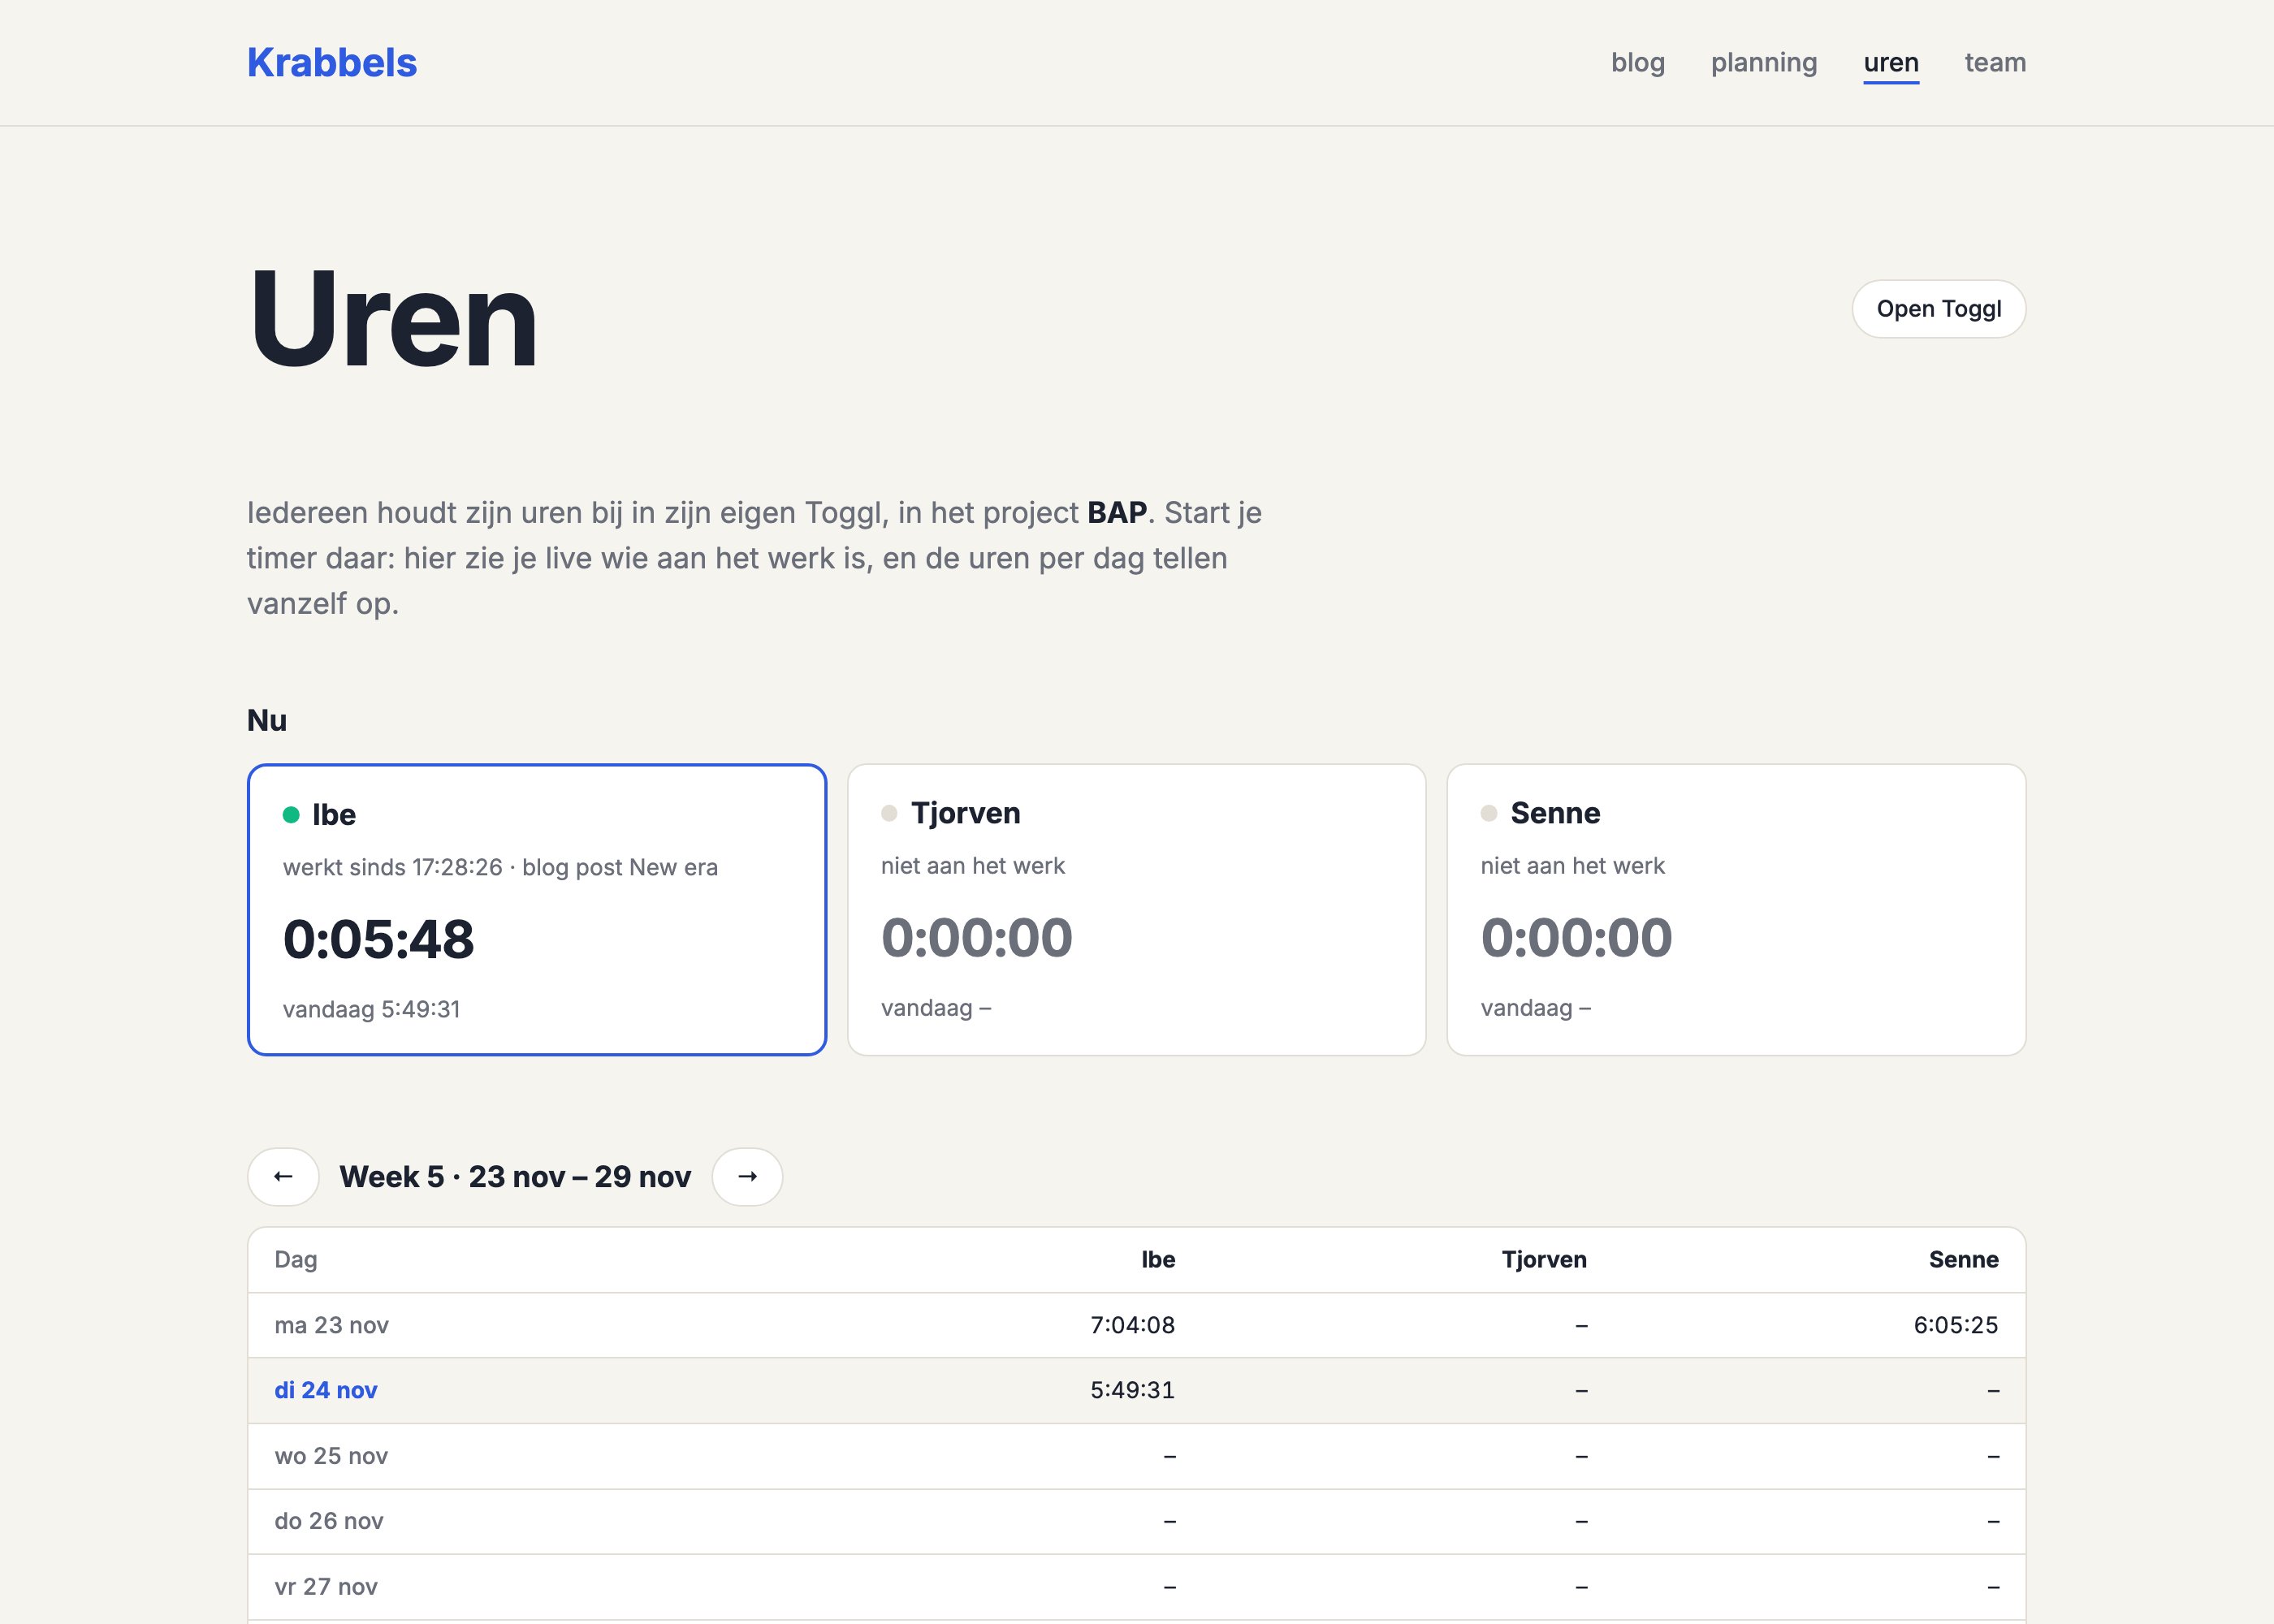 Krabbels
blog planning uren team
Uren
Open Toggl
Iedereen houdt zijn uren bij in zijn eigen Toggl, in het project BAP. Start je
timer daar: hier zie je live wie aan het werk is, en de uren per dag tellen
vanzelf op.
Nu
Ibe
werkt sinds 17:28:26 · blog post New era
0:05:48
vandaag 5:49:31
Tjorven
niet aan het werk
0:00:00
vandaag –
Senne
niet aan het werk
0:00:00
vandaag –
← Week 5 · 23 nov – 29 nov →
Dag Ibe Tjorven Senne
ma 23 nov 7:04:08 – 6:05:25
di 24 nov 5:49:31 – –
wo 25 nov – – –
do 26 nov – – –
vr 27 nov – – –